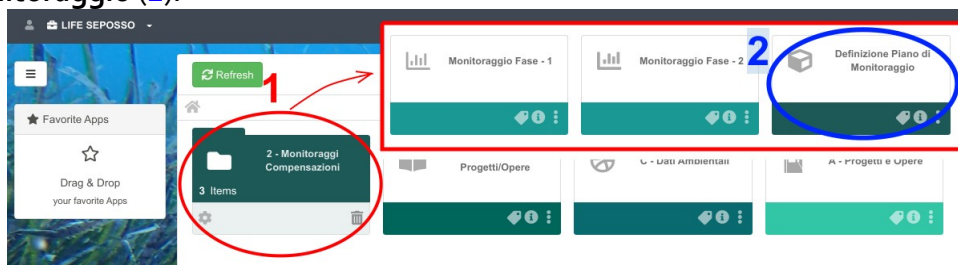 nitoraggio (2).
LIFE SEPOSSO
Refresh
1
2
Monitoraggio Fase - 1
Monitoraggio Fase - 2
Definizione Piano di
Monitoraggio
Favorite Apps
Drag & Drop
your favorite Apps
2 - Monitoraggi
Compensazioni
3 Items
Progetti/Opere
C - Dati Ambientali
A - Progetti e Opere